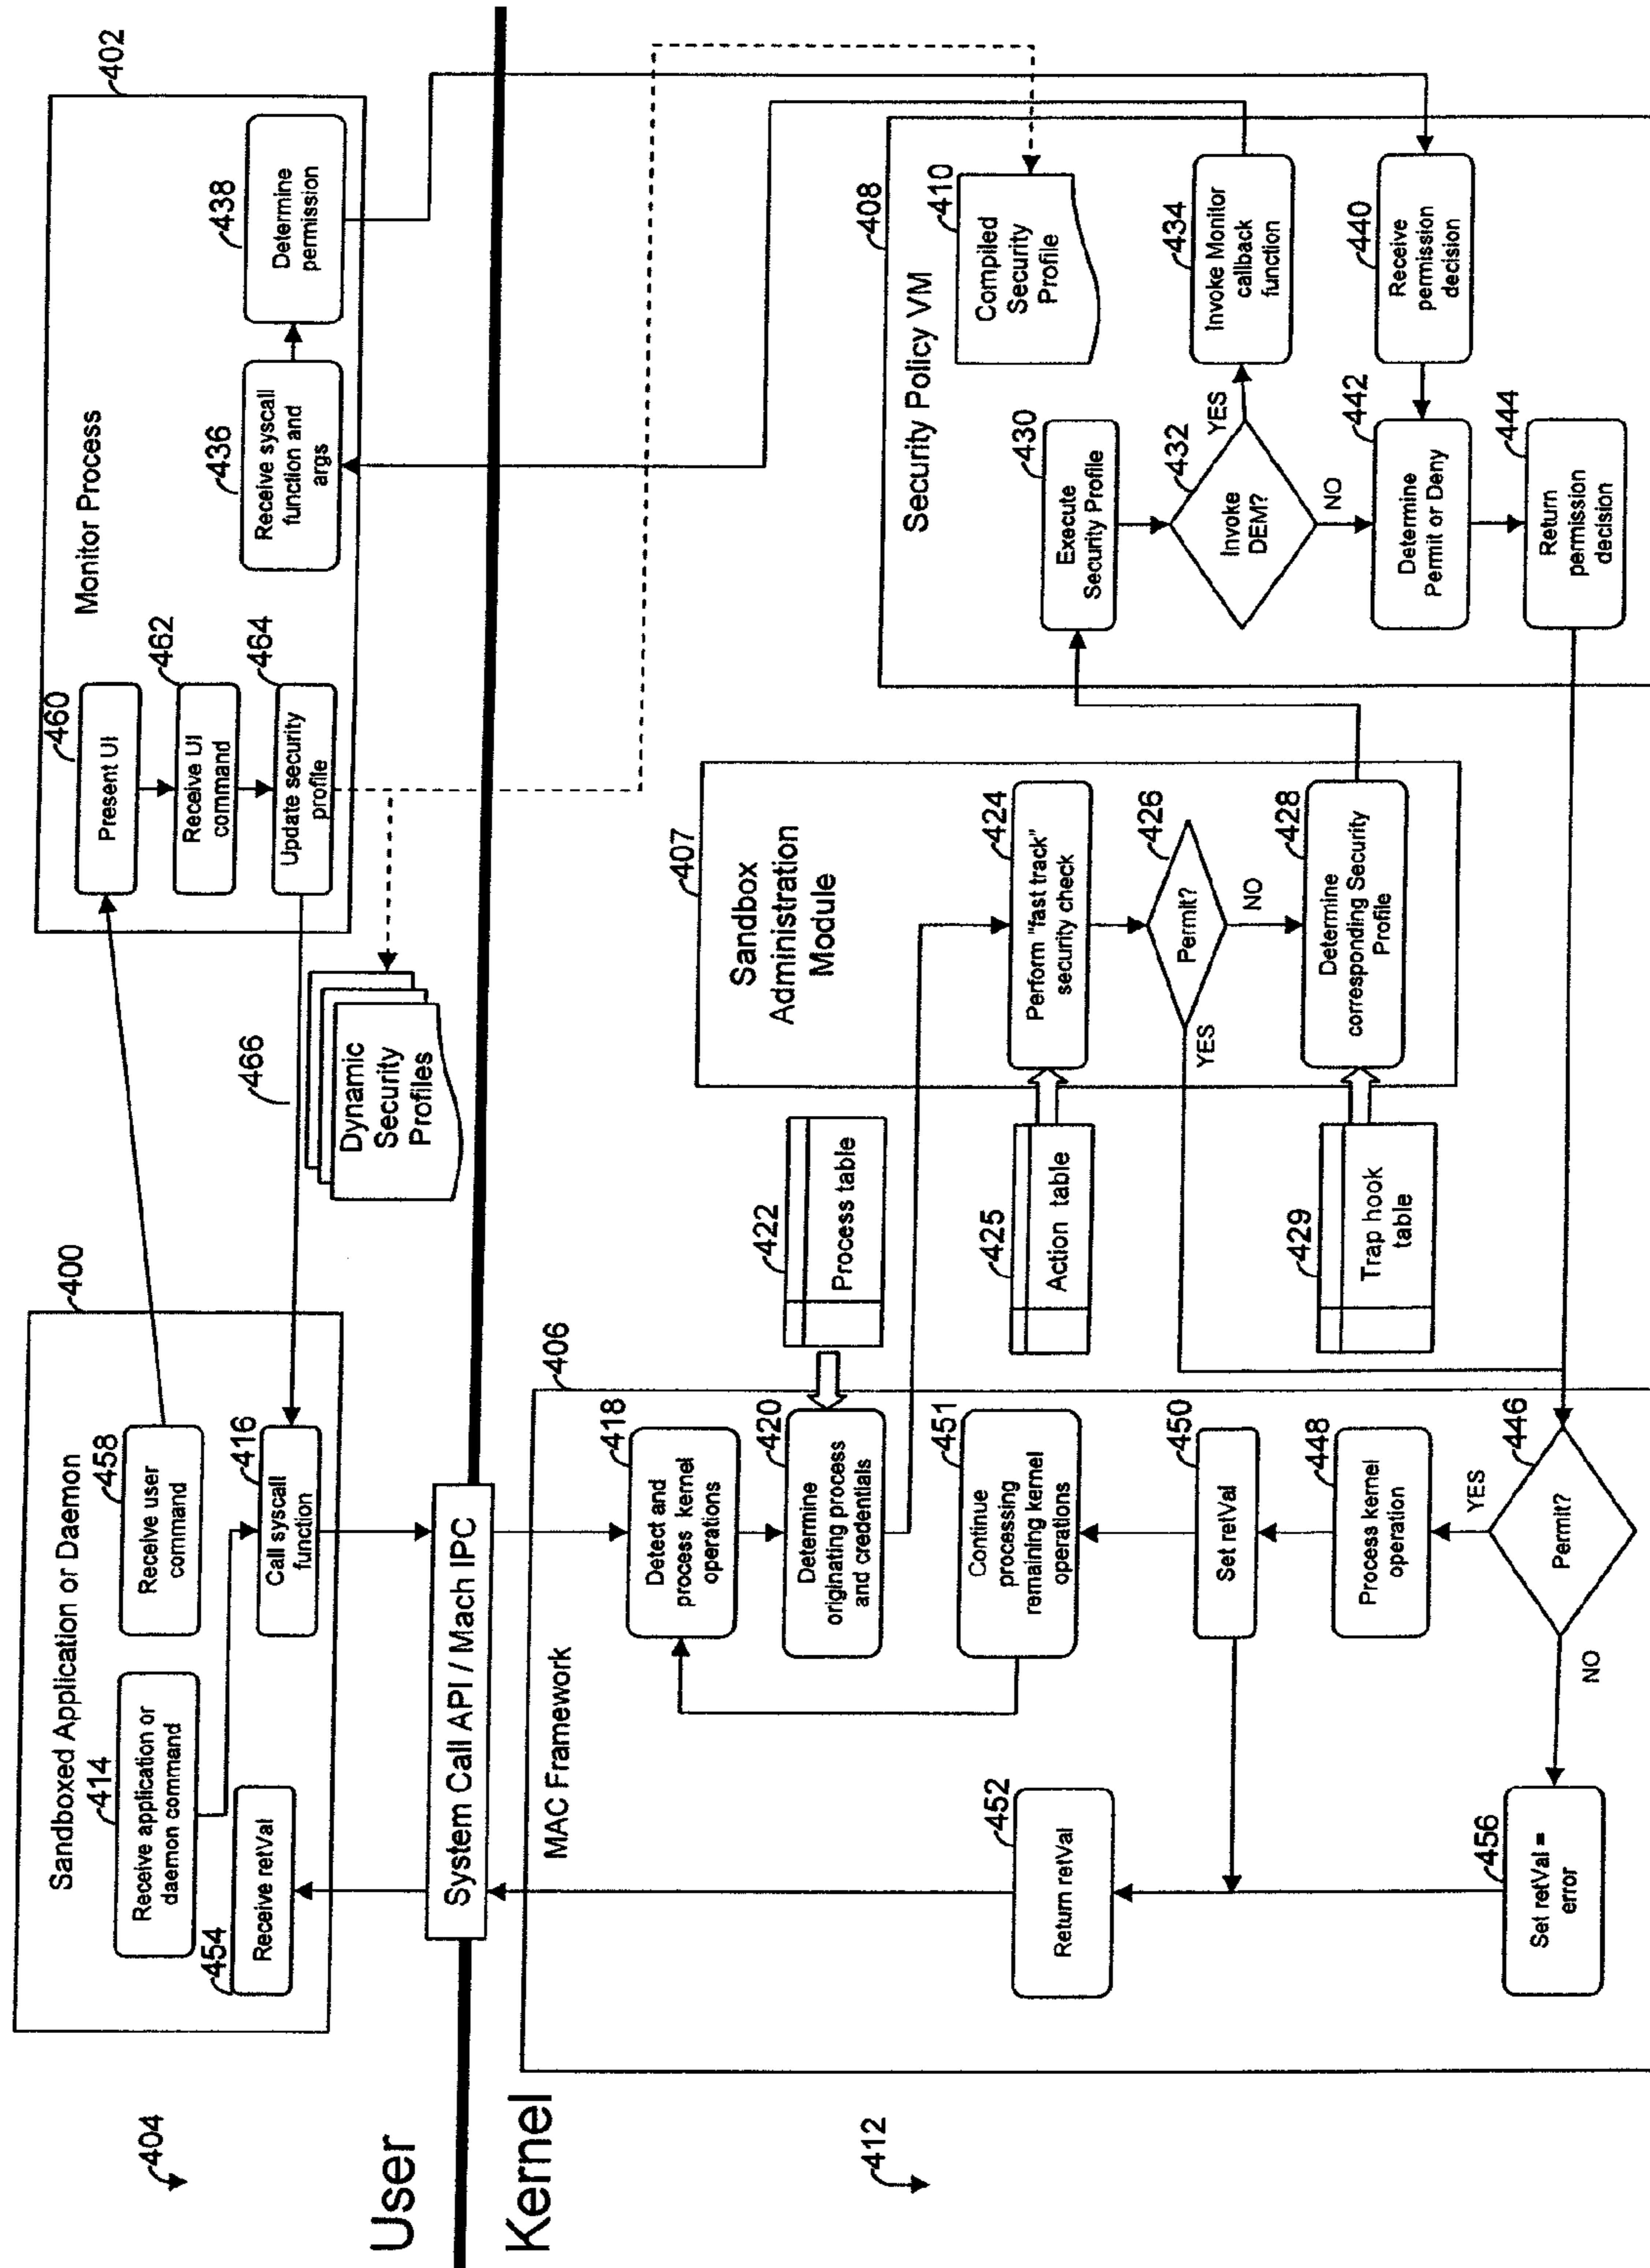 404
User
Kernel
412
400
Sandboxed Application or Daemon
414
Receive application or
daemon command
458
Receive user
command
454
Receive retVal
416
Call syscall
function
466
Dynamic
Security
Profiles
402
Monitor Process
460
Present UI
462
Receive UI
command
464
Update security
profile
436
Receive syscall
function and
args
438
Determine
permission
System Call API / Mach IPC
406
MAC Framework
418
Detect and
process kernel
operations
420
Determine
originating process
and credentials
451
Continue
processing
remaining kernel
operations
452
Return retVal
450
Set retVal
448
Process kernel
operation
446
Permit?
YES
NO
456
Set retVal =
error
422
Process table
425
Action table
429
Trap hook
table
407
Sandbox
Administration
Module
424
Perform "fast track"
security check
426
Permit?
YES
NO
428
Determine
corresponding Security
Profile
408
Security Policy VM
410
Compiled
Security
Profile
430
Execute
Security Profile
432
Invoke
DEM?
YES
NO
434
Invoke Monitor
callback
function
440
Receive
permission
decision
442
Determine
Permit or Deny
444
Return
permission
decision